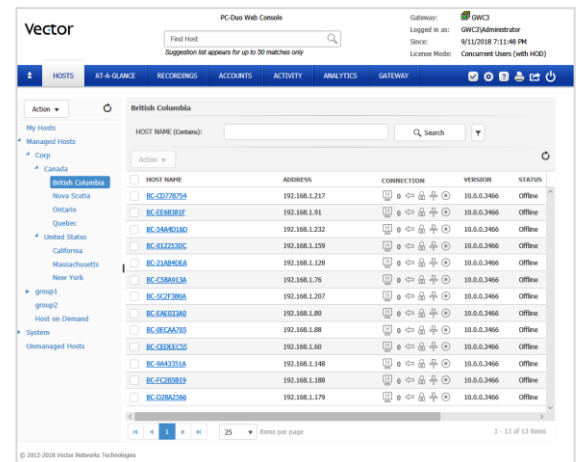 Vector
PC-Duo Web Console
Find Host
Suggestion list appears for up to 50 matches only
Gateway: GWC3
Logged in as: GWC3\Administrator
Since: 9/11/2018 7:11:48 PM
License Mode: Concurrent Users (with HOD)
HOSTS AT-A-GLANCE RECORDINGS ACCOUNTS ACTIVITY ANALYTICS GATEWAY
Action
My Hosts
Managed Hosts
Corp
Canada
British Columbia
Nova Scotia
Ontario
Quebec
United States
California
Massachusetts
New York
group1
group2
Host on Demand
System
Unmanaged Hosts
British Columbia
HOST NAME (Contains): Search
Action
HOST NAME ADDRESS CONNECTION VERSION STATUS
BC-CD778754 192.168.1.217 0 10.0.0.3466 Offline
BC-EE68381F 192.168.1.91 0 10.0.0.3466 Offline
BC-34A4D16D 192.168.1.232 0 10.0.0.3466 Offline
BC-012253DC 192.168.1.159 0 10.0.0.3466 Offline
BC-21A84DEA 192.168.1.128 0 10.0.0.3466 Offline
BC-C58A913A 192.168.1.76 0 10.0.0.3466 Offline
BC-5C2F380A 192.168.1.207 0 10.0.0.3466 Offline
BC-EAE033A0 192.168.1.80 0 10.0.0.3466 Offline
BC-0ECAA705 192.168.1.88 0 10.0.0.3466 Offline
BC-CEDEEC55 192.168.1.60 0 10.0.0.3466 Offline
BC-9A43351A 192.168.1.148 0 10.0.0.3466 Offline
BC-FC2B5B19 192.168.1.188 0 10.0.0.3466 Offline
BC-D28A2566 192.168.1.179 0 10.0.0.3466 Offline
1 25 items per page 1 - 13 of 13 items
© 2012-2018 Vector Networks Technologies